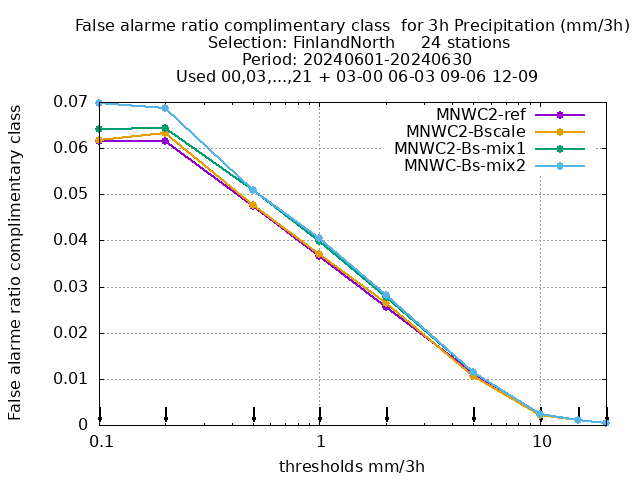 False alarme ratio complimentary class  for 3h Precipitation (mm/3h)
Selection: FinlandNorth     24 stations
Period: 20240601-20240630
Used 00,03,...,21 + 03-00 06-03 09-06 12-09
False alarme ratio complimentary class
0.07
0.06
0.05
0.04
0.03
0.02
0.01
0
MNWC2-ref
MNWC2-Bscale
MNWC2-Bs-mix1
MNWC-Bs-mix2
0.1 1 10
thresholds mm/3h